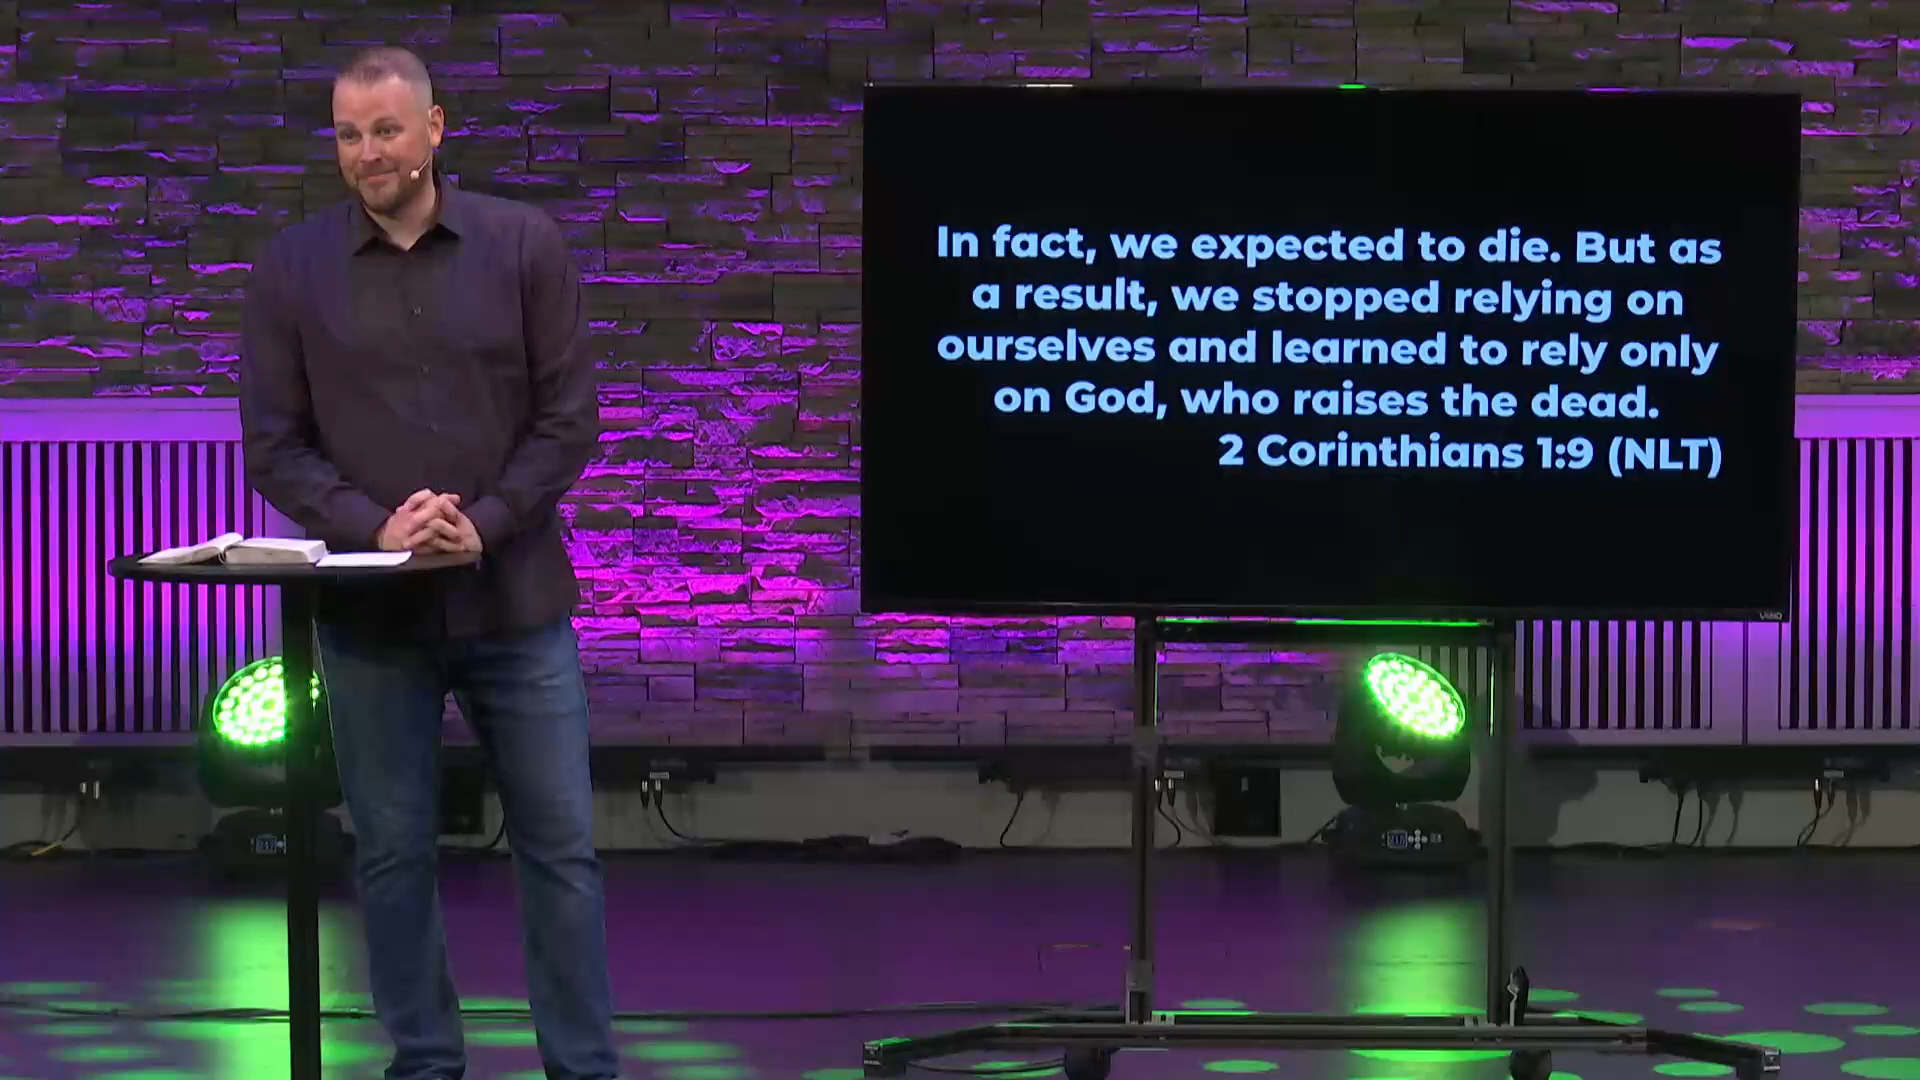 In fact, we expected to die. But as
a result, we stopped relying on
ourselves and learned to rely only
on God, who raises the dead.
2 Corinthians 1:9 (NLT)
VIZIO